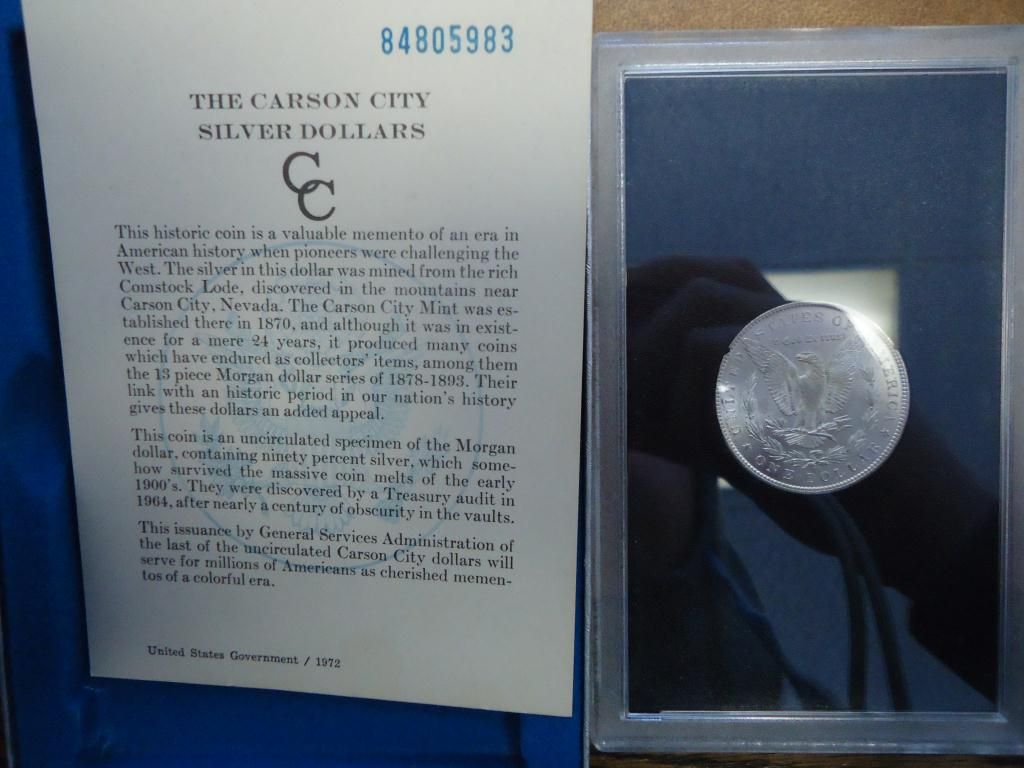 84805983
THE CARSON CITY
SILVER DOLLARS
CC
This historic coin is a valuable memento of an era in
American history when pioneers were challenging the
West. The silver in this dollar was mined from the rich
Comstock Lode, discovered in the mountains near
Carson City, Nevada. The Carson City Mint was es-
tablished there in 1870, and although it was in exist-
ence for a mere 24 years, it produced many coins
which have endured as collectors' items, among them
the 13 piece Morgan dollar series of 1878-1893. Their
link with an historic period in our nation's history
gives these dollars an added appeal.
This coin is an uncirculated specimen of the Morgan
dollar, containing ninety percent silver, which some-
how survived the massive coin melts of the early
1900's. They were discovered by a Treasury audit in
1964, after nearly a century of obscurity in the vaults.
This issuance by General Services Administration of
the last of the uncirculated Carson City dollars will
serve for millions of Americans as cherished memen-
tos of a colorful era.
United States Government / 1972
UNITED STATES OF AMERICA
ONE DOLLAR